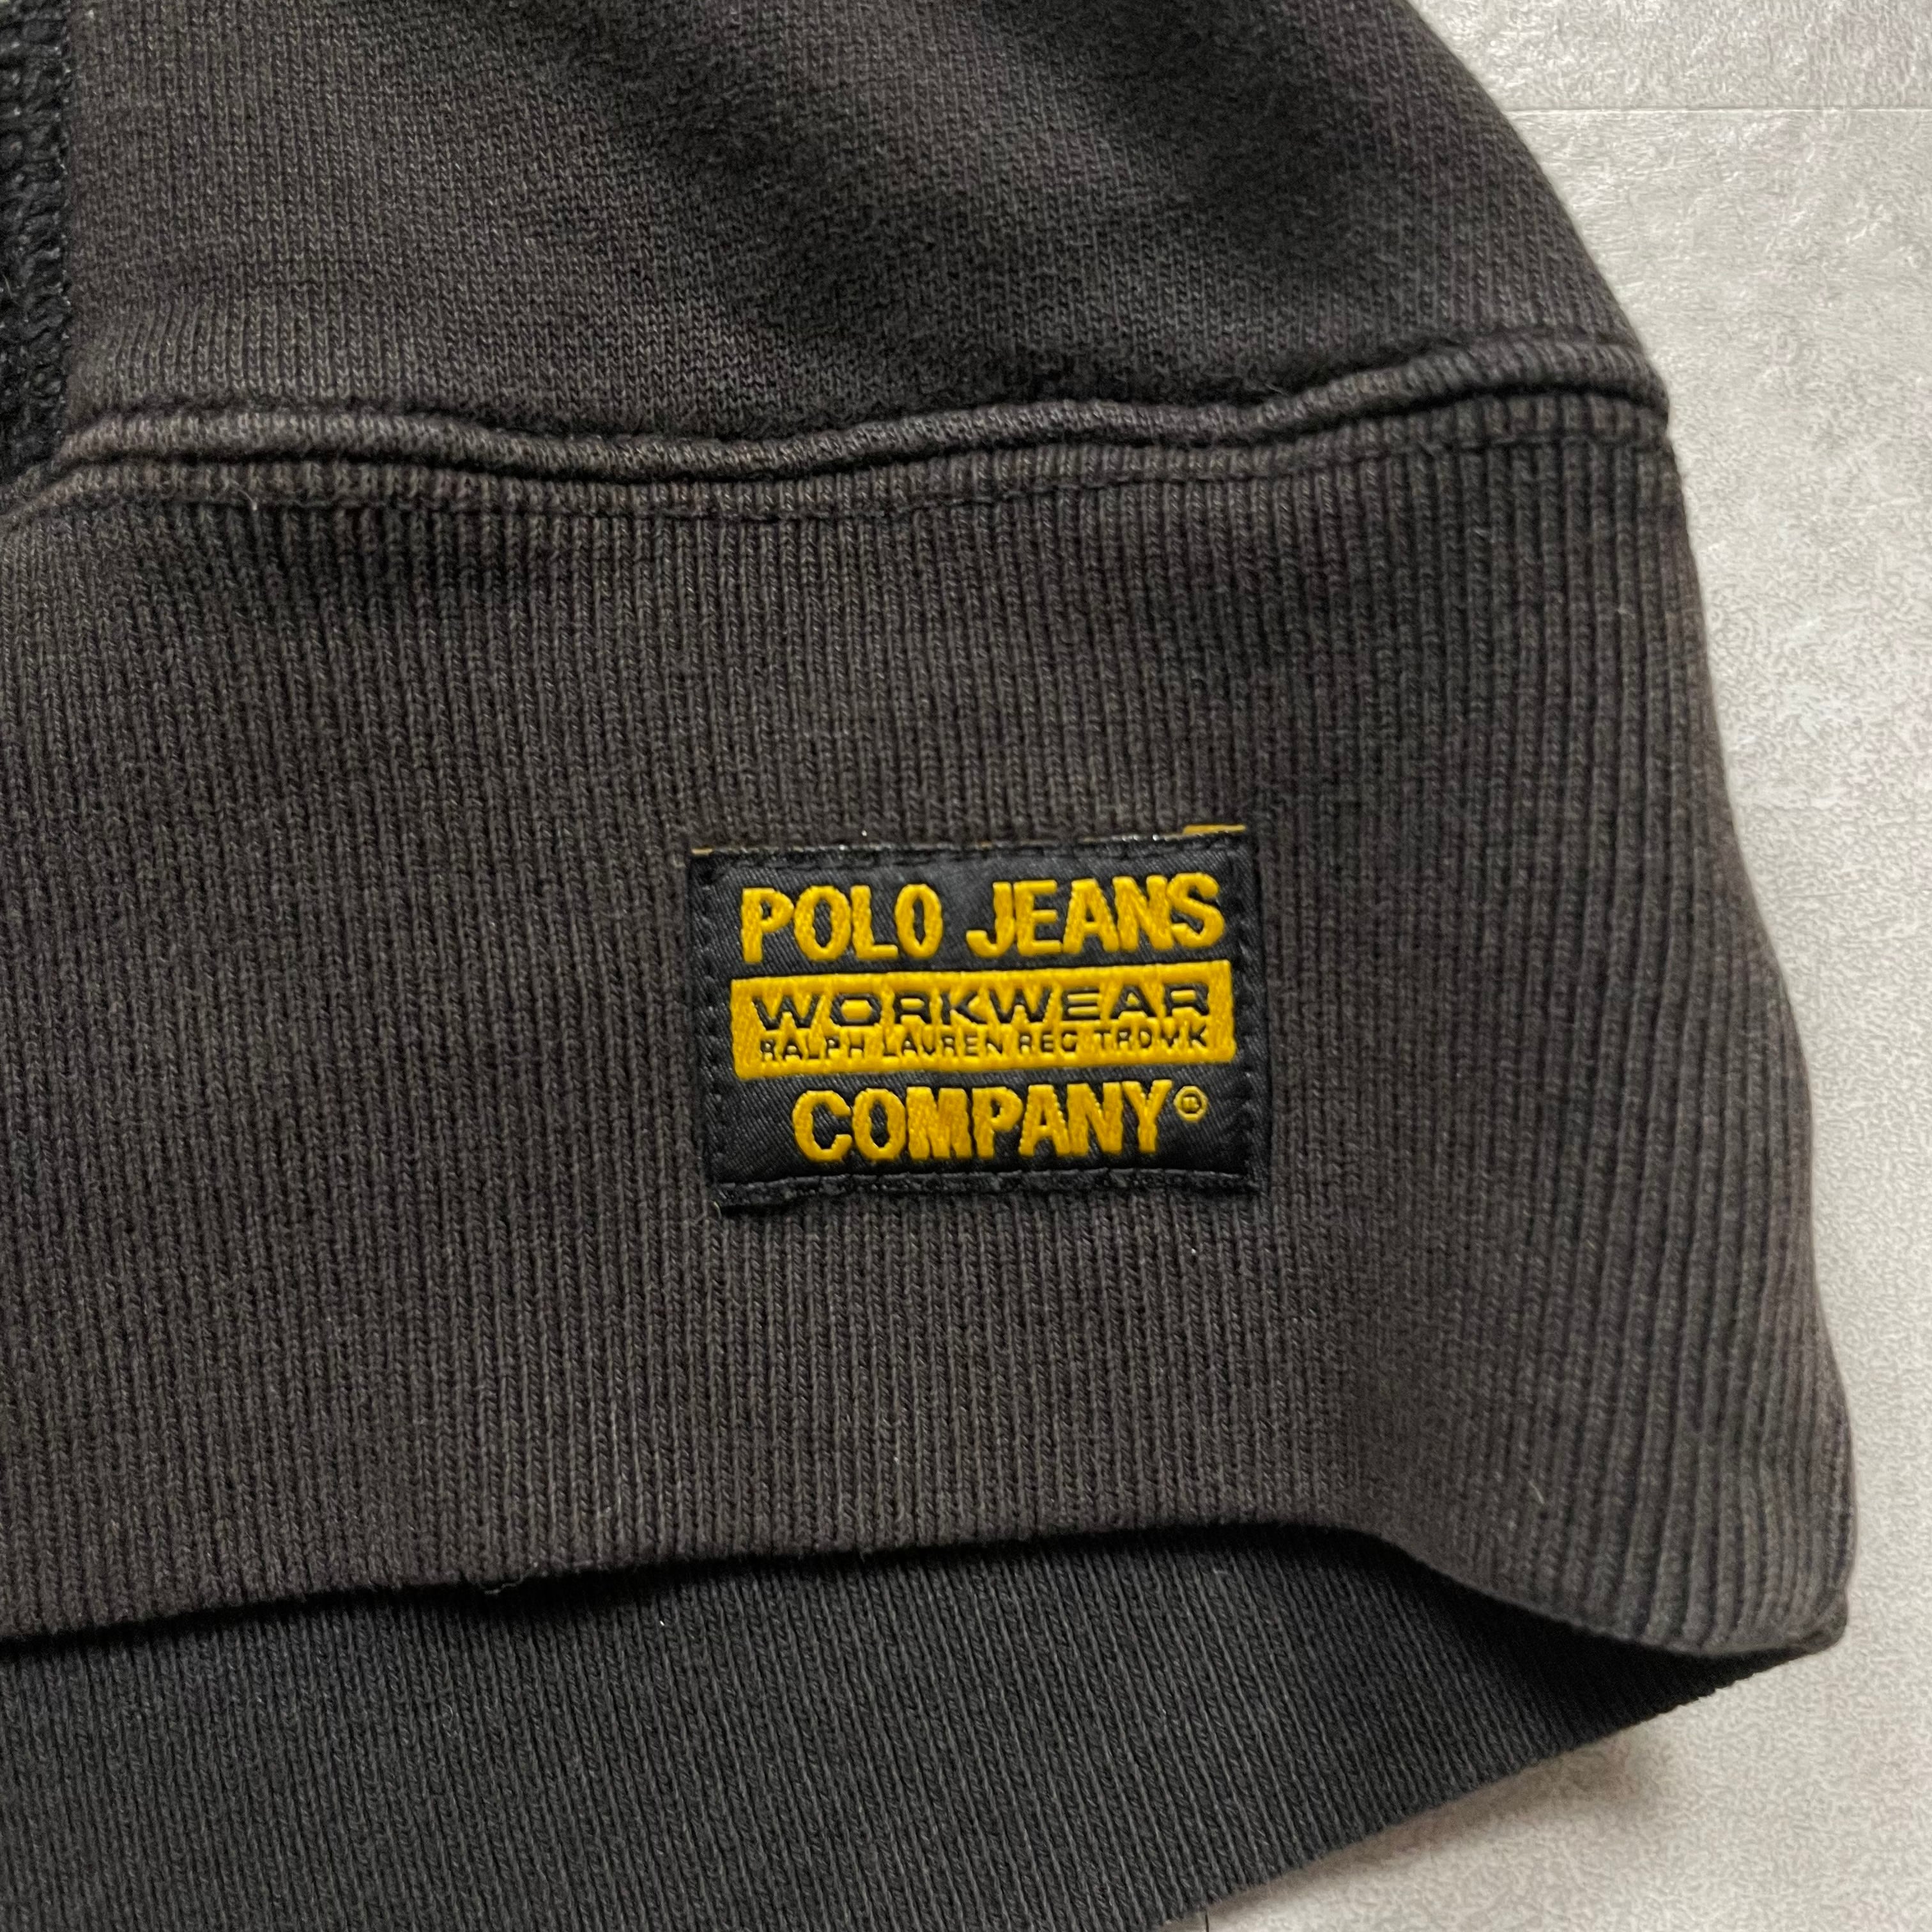 POLO JEANS
WORKWEAR
RALPH LAUREN REG TRDMK
COMPANY®